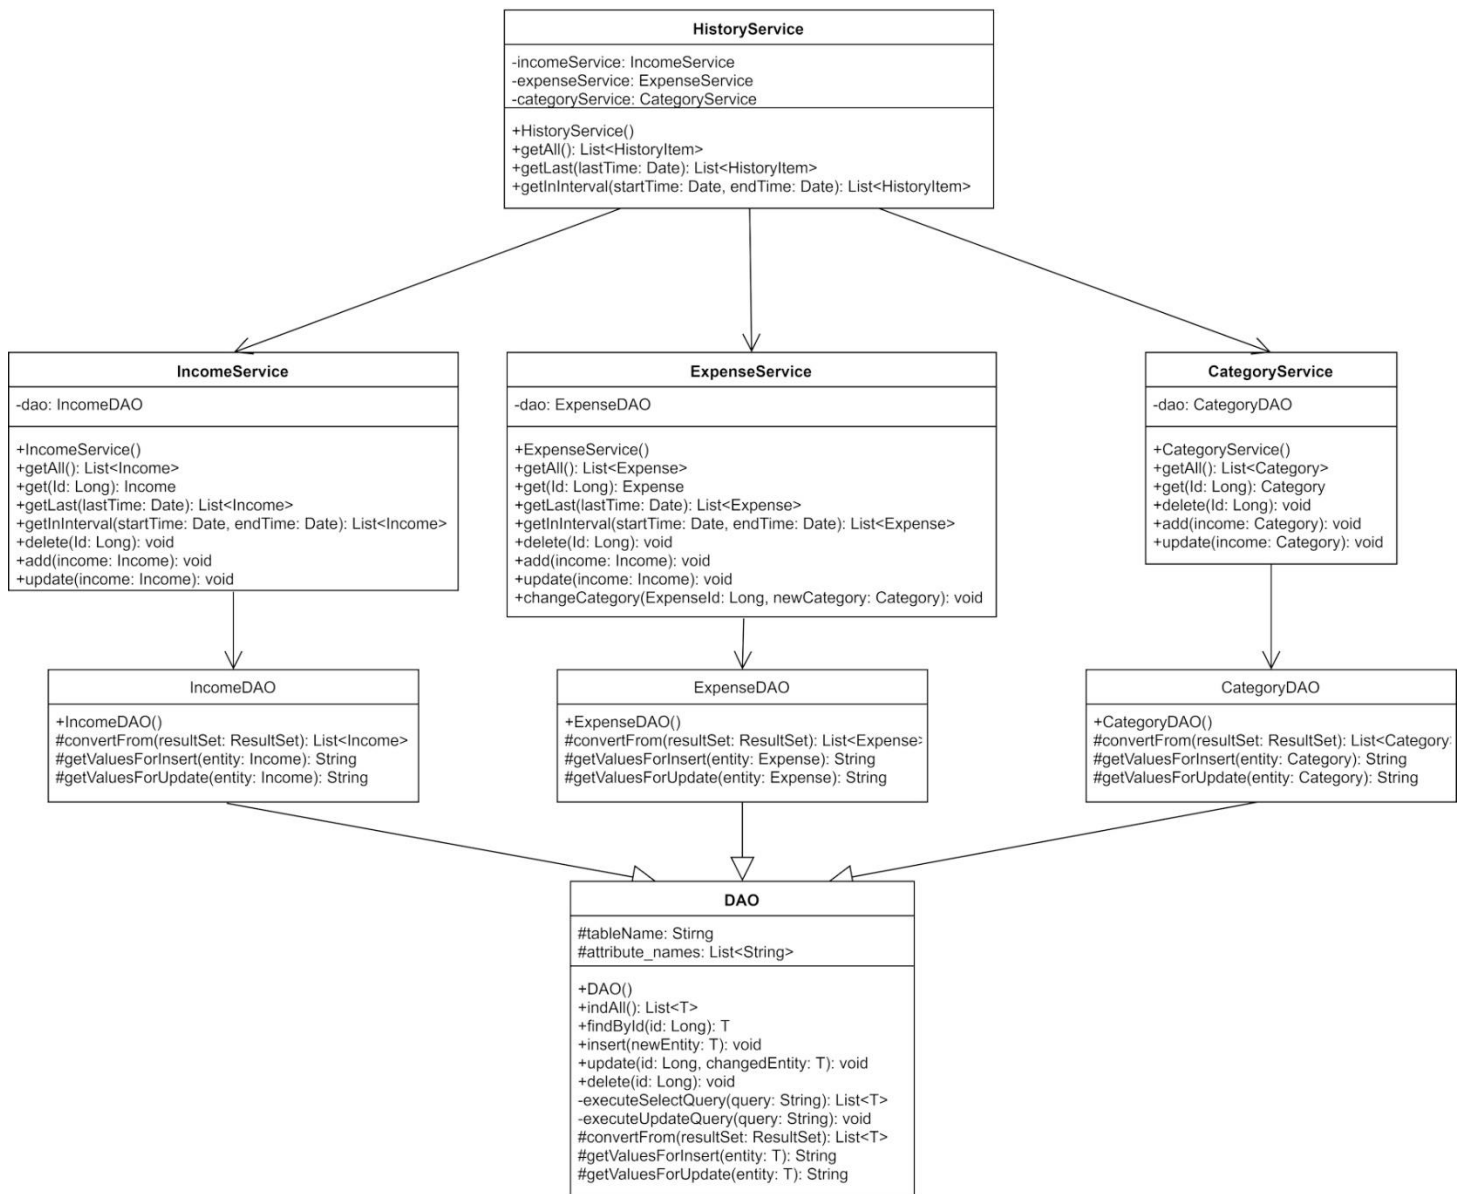 HistoryService
-incomeService: IncomeService
-expenseService: ExpenseService
-categoryService: CategoryService
+HistoryService()
+getAll(): List<HistoryItem>
+getLast(lastTime: Date): List<HistoryItem>
+getInInterval(startTime: Date, endTime: Date): List<HistoryItem>
IncomeService
-dao: IncomeDAO
+IncomeService()
+getAll(): List<Income>
+get(Id: Long): Income
+getLast(lastTime: Date): List<Income>
+getInInterval(startTime: Date, endTime: Date): List<Income>
+delete(Id: Long): void
+add(income: Income): void
+update(income: Income): void
ExpenseService
-dao: ExpenseDAO
+ExpenseService()
+getAll(): List<Expense>
+get(Id: Long): Expense
+getLast(lastTime: Date): List<Expense>
+getInInterval(startTime: Date, endTime: Date): List<Expense>
+delete(Id: Long): void
+add(income: Income): void
+update(income: Income): void
+changeCategory(ExpenseId: Long, newCategory: Category): void
CategoryService
-dao: CategoryDAO
+CategoryService()
+getAll(): List<Category>
+get(Id: Long): Category
+delete(Id: Long): void
+add(income: Category): void
+update(income: Category): void
IncomeDAO
+IncomeDAO()
#convertFrom(resultSet: ResultSet): List<Income>
#getValuesForInsert(entity: Income): String
#getValuesForUpdate(entity: Income): String
ExpenseDAO
+ExpenseDAO()
#convertFrom(resultSet: ResultSet): List<Expense>
#getValuesForInsert(entity: Expense): String
#getValuesForUpdate(entity: Expense): String
CategoryDAO
+CategoryDAO()
#convertFrom(resultSet: ResultSet): List<Category
#getValuesForInsert(entity: Category): String
#getValuesForUpdate(entity: Category): String
DAO
#tableName: Stirng
#attribute_names: List<String>
+DAO()
+indAll(): List<T>
+findById(id: Long): T
+insert(newEntity: T): void
+update(id: Long, changedEntity: T): void
+delete(id: Long): void
-executeSelectQuery(query: String): List<T>
-executeUpdateQuery(query: String): void
#convertFrom(resultSet: ResultSet): List<T>
#getValuesForInsert(entity: T): String
#getValuesForUpdate(entity: T): String